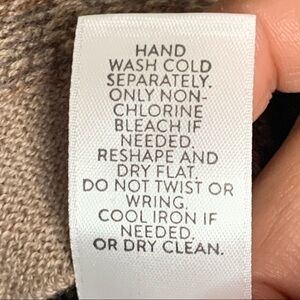 HAND
WASH COLD
SEPARATELY.
ONLY NON-
CHLORINE
BLEACH IF
NEEDED.
RESHAPE AND
DRY FLAT.
DO NOT TWIST OR
WRING.
COOL IRON IF
NEEDED.
OR DRY CLEAN.